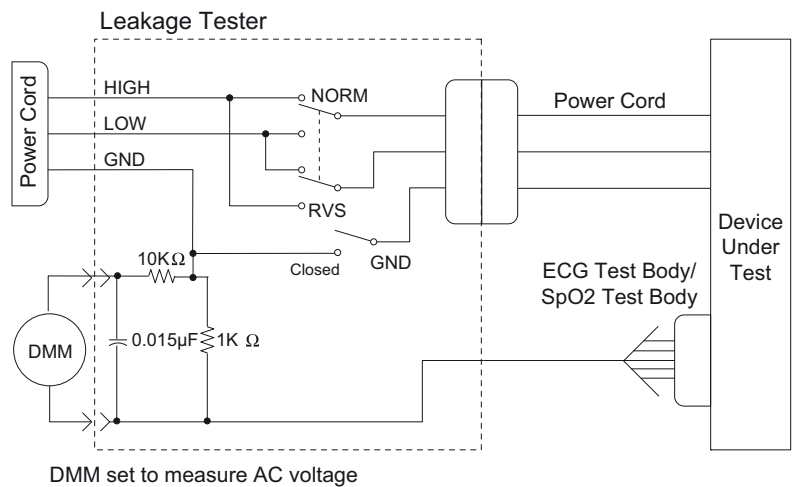 Leakage Tester
Power Cord
HIGH
NORM
LOW
GND
RVS
Closed
GND
10KΩ
0.015µF
1K Ω
DMM
Power Cord
ECG Test Body/
SpO2 Test Body
Device
Under
Test
DMM set to measure AC voltage